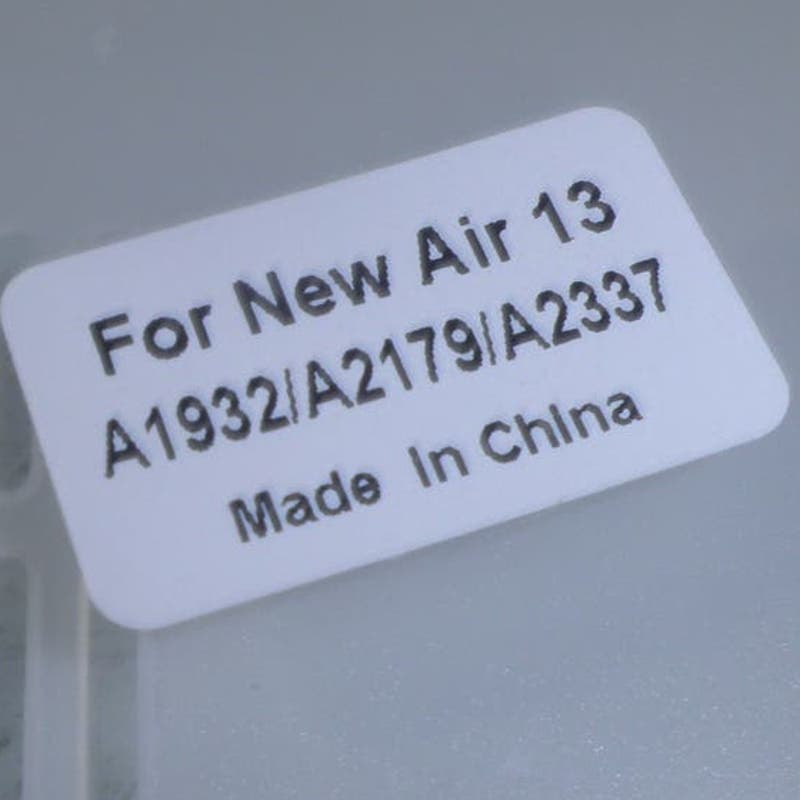 For New Air 13
A1932/A2179/A2337
Made In ChIna